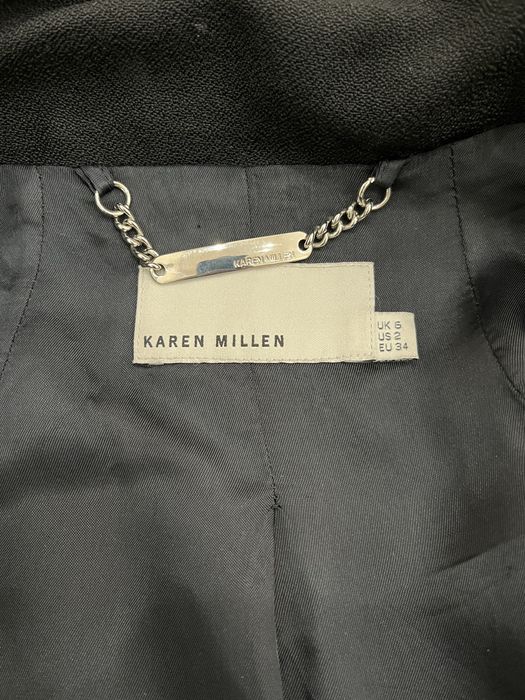 KAREN MILLEN
KAREN MILLEN
UK 6
US 2
EU 34